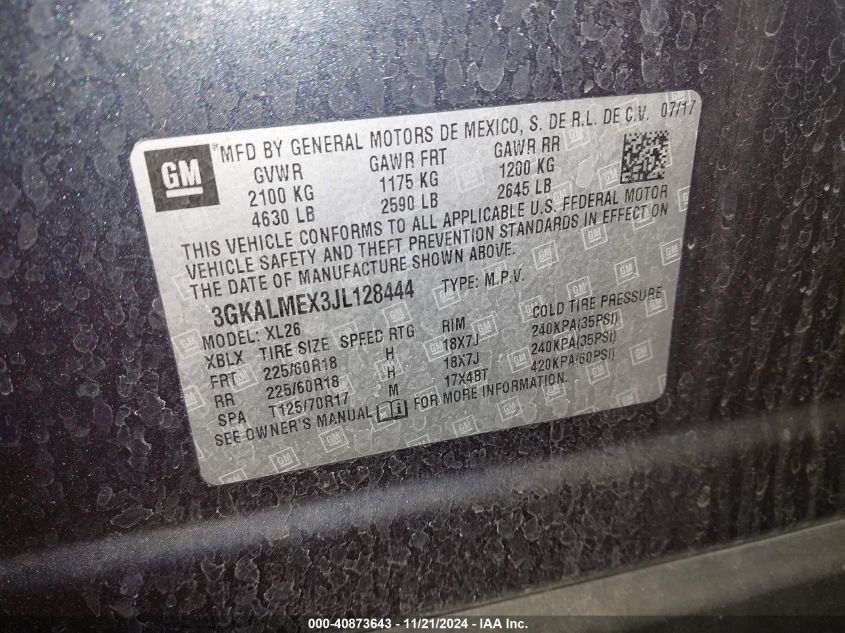 GM
MFD BY GENERAL MOTORS DE MEXICO, S. DE R.L. DE C.V. 07/17
GVWR GAWR FRT GAWR RR
2100 KG 1175 KG 1200 KG
4630 LB 2590 LB 2645 LB
THIS VEHICLE CONFORMS TO ALL APPLICABLE U.S. FEDERAL MOTOR
VEHICLE SAFETY AND THEFT PREVENTION STANDARDS IN EFFECT ON
THE DATE OF MANUFACTURE SHOWN ABOVE.
3GKALMEX3JL128444 TYPE: M.P.V.
MODEL: XL26
XBLX TIRE SIZE SPEED RTG RIM COLD TIRE PRESSURE
FRT 225/60R18 H 18X7J 240KPA(35PSI)
RR 225/60R18 H 18X7J 240KPA(35PSI)
SPA T125/70R17 M 17X4BT 420KPA(60PSI)
SEE OWNER'S MANUAL FOR MORE INFORMATION.
000-40873643 - 11/21/2024 - IAA Inc.